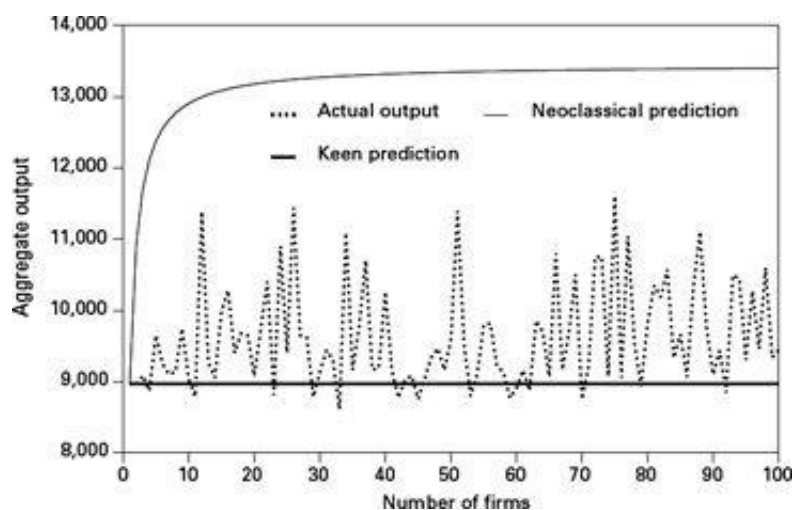 14,000
13,000
12,000
11,000
10,000
9,000
8,000
Aggregate output
Actual output
Neoclassical prediction
Keen prediction
0 10 20 30 40 50 60 70 80 90 100
Number of firms